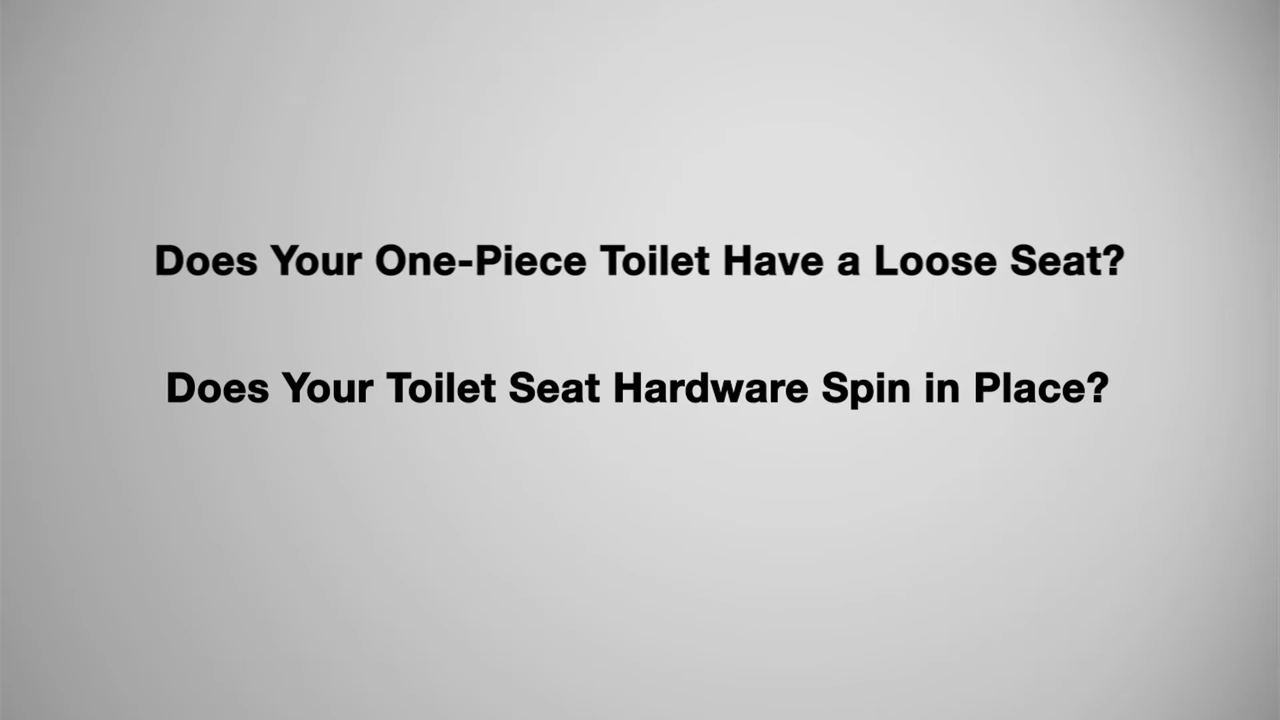 Does Your One-Piece Toilet Have a Loose Seat?
Does Your Toilet Seat Hardware Spin in Place?